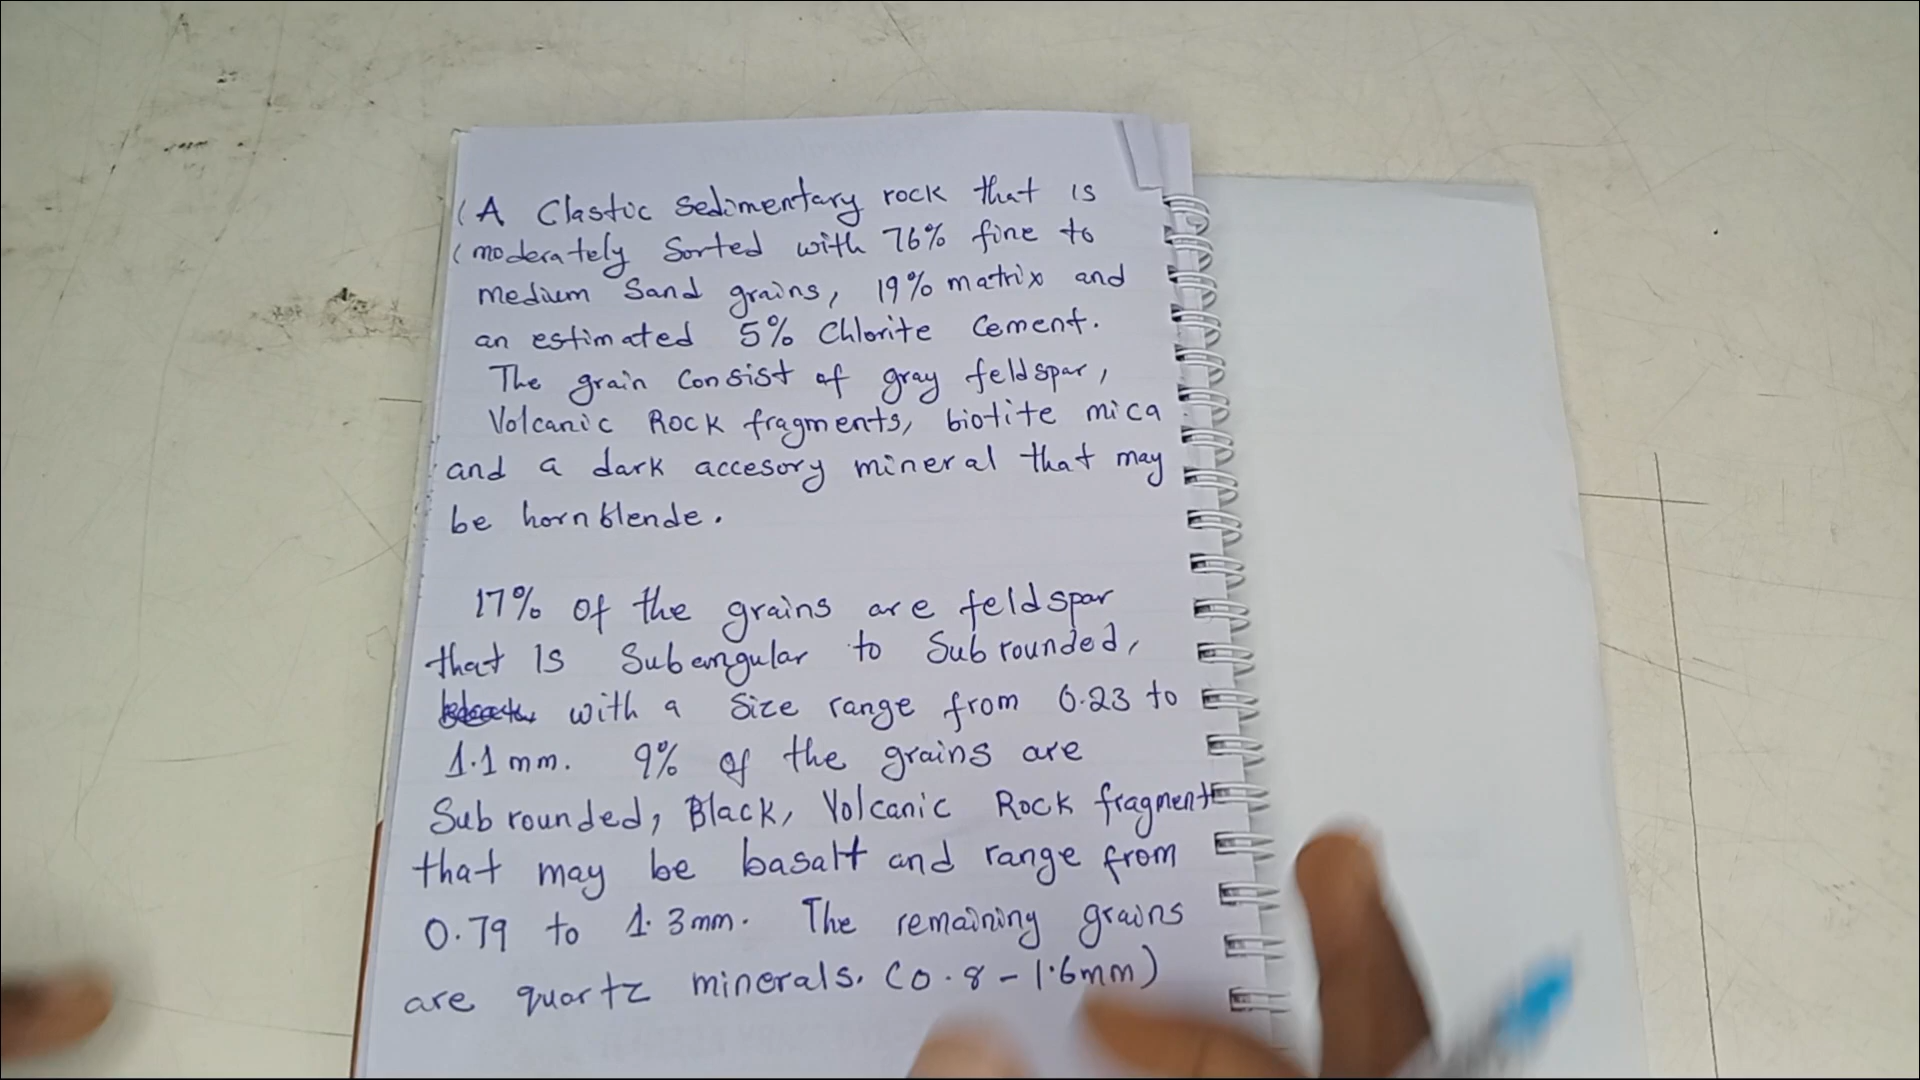 A Clastic sedimentary rock that is
moderately Sorted with 76% fine to
medium Sand grains, 19% matrix and
an estimated 5% Chlorite Cement.
The grain Consist of gray feldspar,
Volcanic Rock fragments, biotite mica
and a dark accesory mineral that may
be hornblende.
17% of the grains are feldspar
that Is Subangular to Subrounded,
with a Size range from 0.23 to
1.1mm. 9% of the grains are
Subrounded, Black, Volcanic Rock fragment
that may be basalt and range from
0.79 to 1.3mm. The remaining grains
are quartz minerals. (0.8-1.6mm)